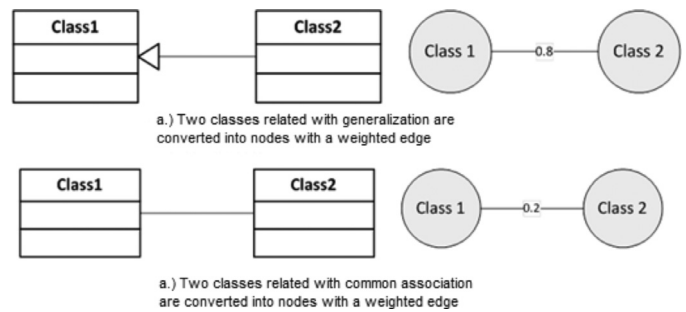 Class1 Class2 Class 1 0.8 Class 2
a.) Two classes related with generalization are
converted into nodes with a weighted edge
Class1 Class2 Class 1 0.2 Class 2
a.) Two classes related with common association
are converted into nodes with a weighted edge